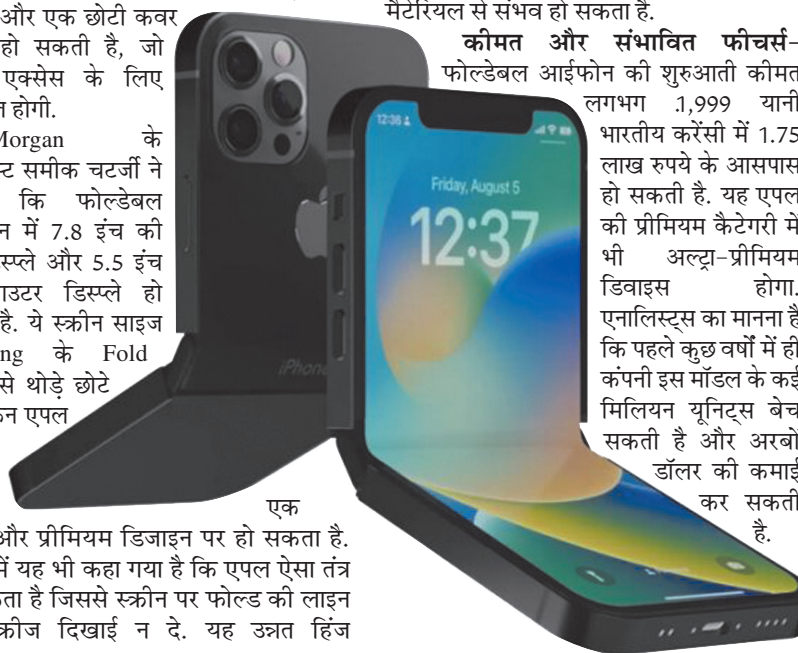 और एक छोटी कवर
हो सकती है, जो
एक्सेस के लिए
होगी.
Morgan के
समीक चटर्जी ने
कि फोल्डेबल
में 7.8 इंच की
और 5.5 इंच
डिस्प्ले हो
है. ये स्क्रीन साइज
के Fold
से थोड़े छोटे
एपल
एक
और प्रीमियम डिजाइन पर हो सकता है.
में यह भी कहा गया है कि एपल ऐसा तंत्र
है जिससे स्क्रीन पर फोल्ड की लाइन
दिखाई न दे. यह उन्नत हिंज
मैटेरियल से संभव हो सकता है.
कीमत और संभावित फीचर्स-
फोल्डेबल आईफोन की शुरुआती कीमत
लगभग 1,999 यानी
भारतीय करेंसी में 1.75
लाख रुपये के आसपास
हो सकती है. यह एपल
की प्रीमियम कैटेगरी में
भी अल्ट्रा-प्रीमियम
डिवाइस होगा.
एनालिस्ट्स का मानना है
कि पहले कुछ वर्षों में ही
कंपनी इस मॉडल के कई
मिलियन यूनिट्स बेच
सकती है और अरबों
डॉलर की कमाई
कर सकती
है.
12:36
Friday, August 5
12:37
iPhone